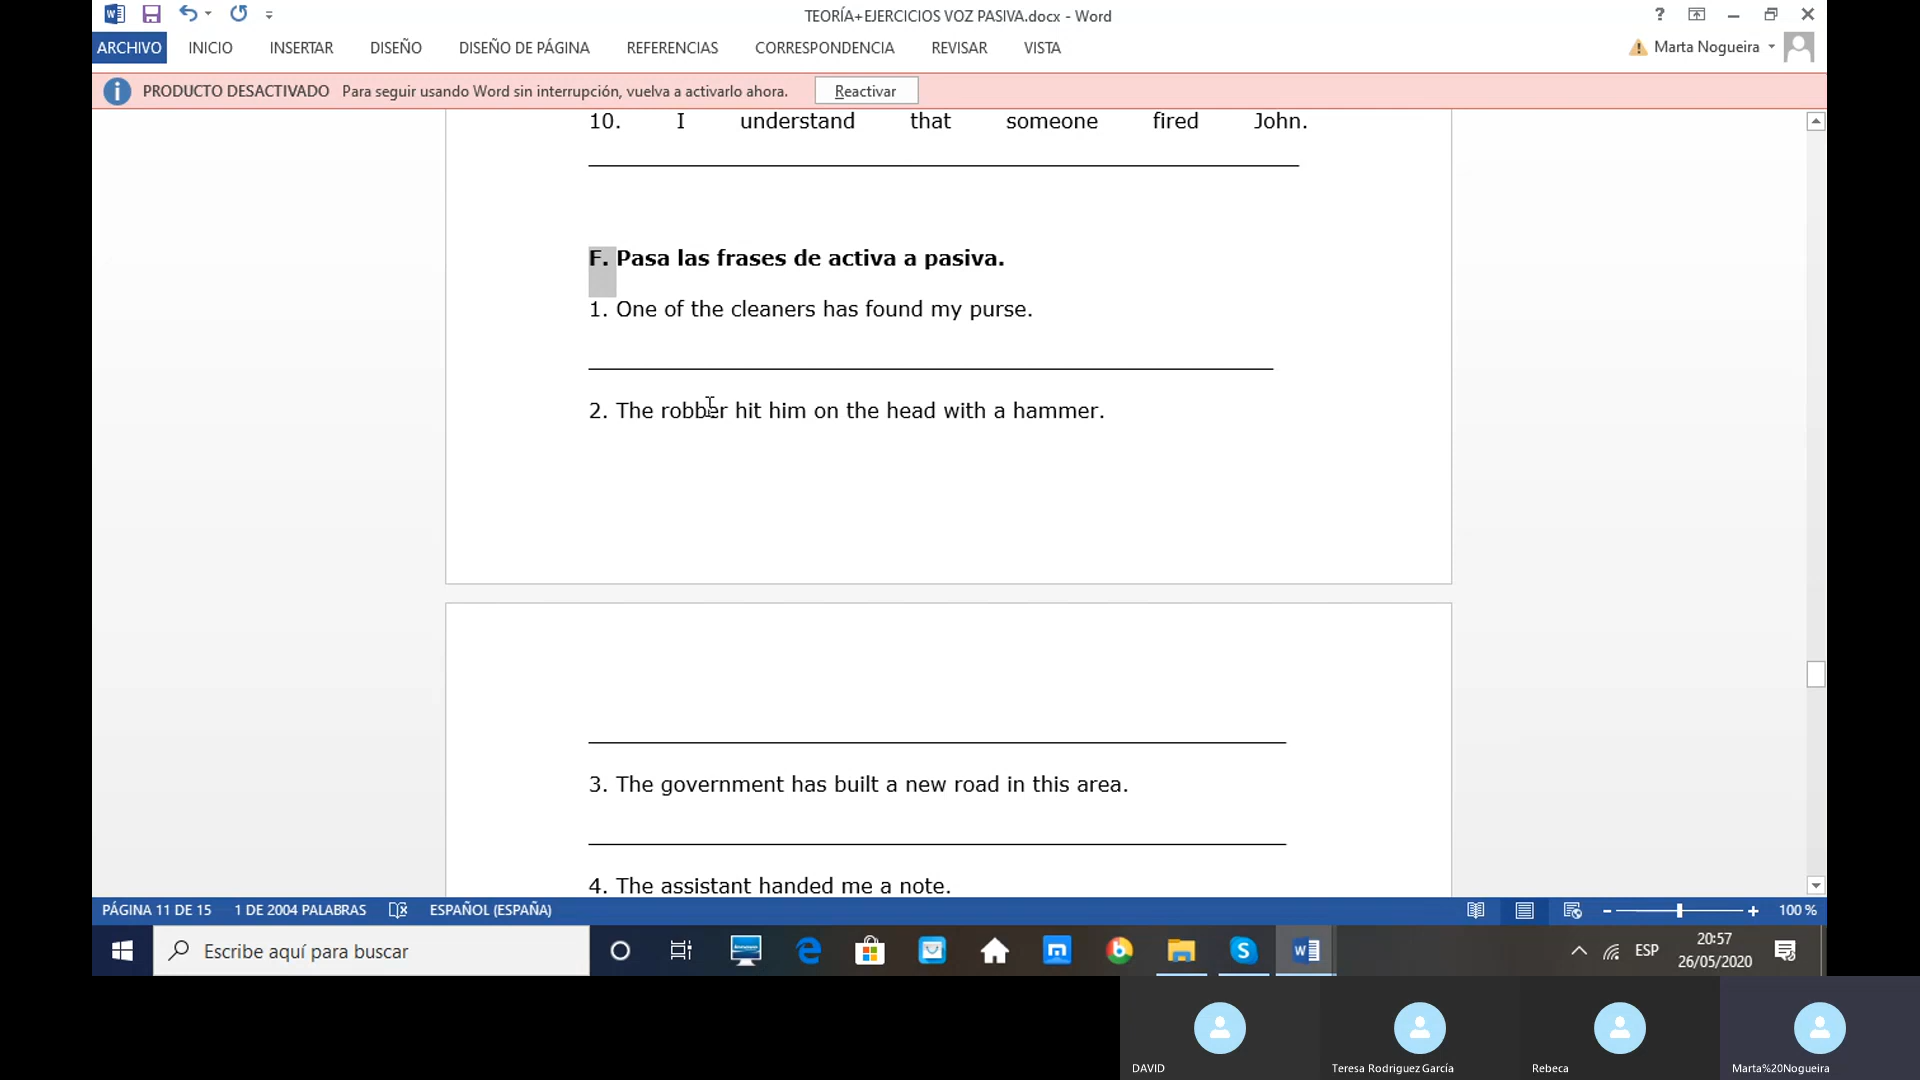 TEORÍA+EJERCICIOS VOZ PASIVA.docx - Word
?
ARCHIVO INICIO INSERTAR DISEÑO DISEÑO DE PÁGINA REFERENCIAS CORRESPONDENCIA REVISAR VISTA Marta Nogueira
PRODUCTO DESACTIVADO Para seguir usando Word sin interrupción, vuelva a activarlo ahora. Reactivar
10. I understand that someone fired John.
F. Pasa las frases de activa a pasiva.
1. One of the cleaners has found my purse.
2. The robber hit him on the head with a hammer.
3. The government has built a new road in this area.
4. The assistant handed me a note.
PÁGINA 11 DE 15 1 DE 2004 PALABRAS ESPAÑOL (ESPAÑA) 100 %
Escribe aquí para buscar ESP 20:57
26/05/2020
DAVID Teresa Rodriguez García Rebeca Marta%20Nogueira